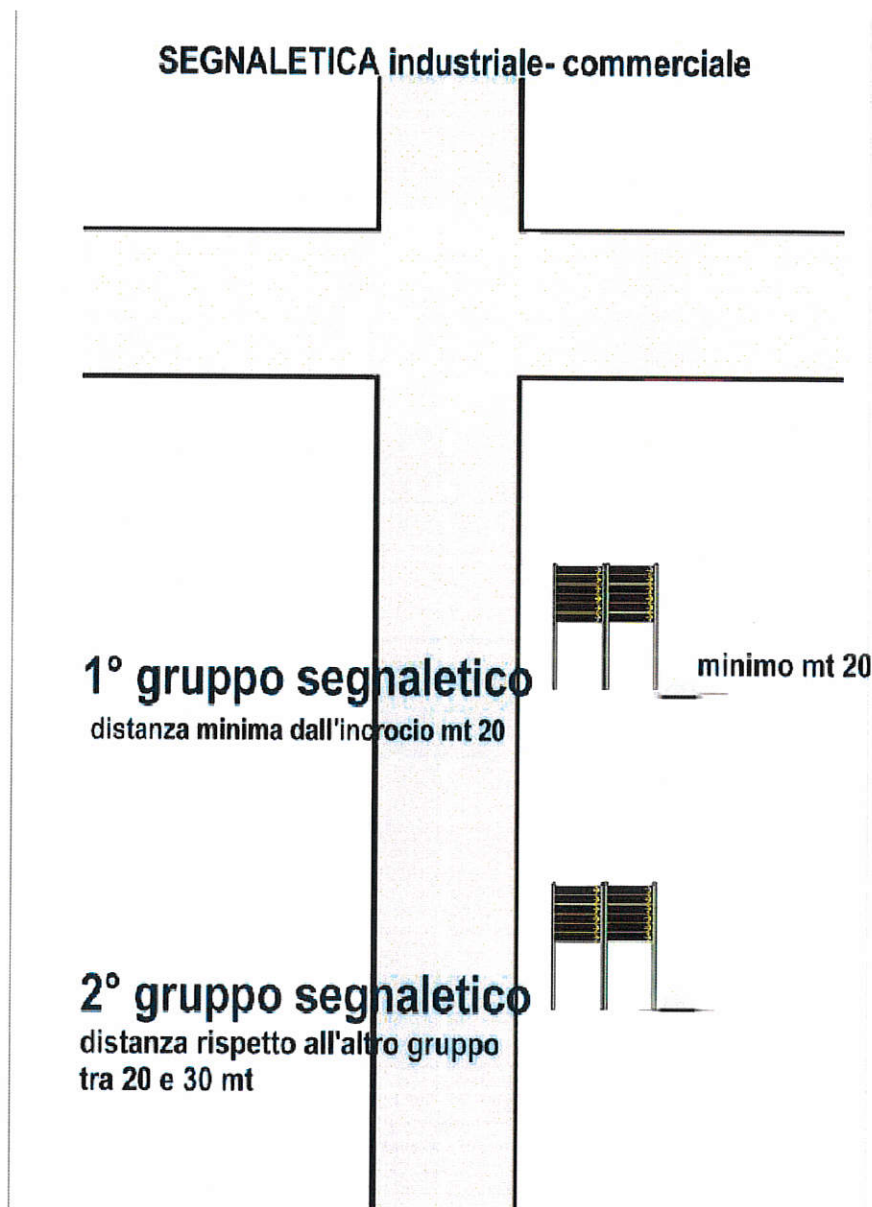 SEGNALETICA industriale- commerciale
1° gruppo segnaletico
minimo mt 20
distanza minima dall'incrocio mt 20
2° gruppo segnaletico
distanza rispetto all'altro gruppo
tra 20 e 30 mt